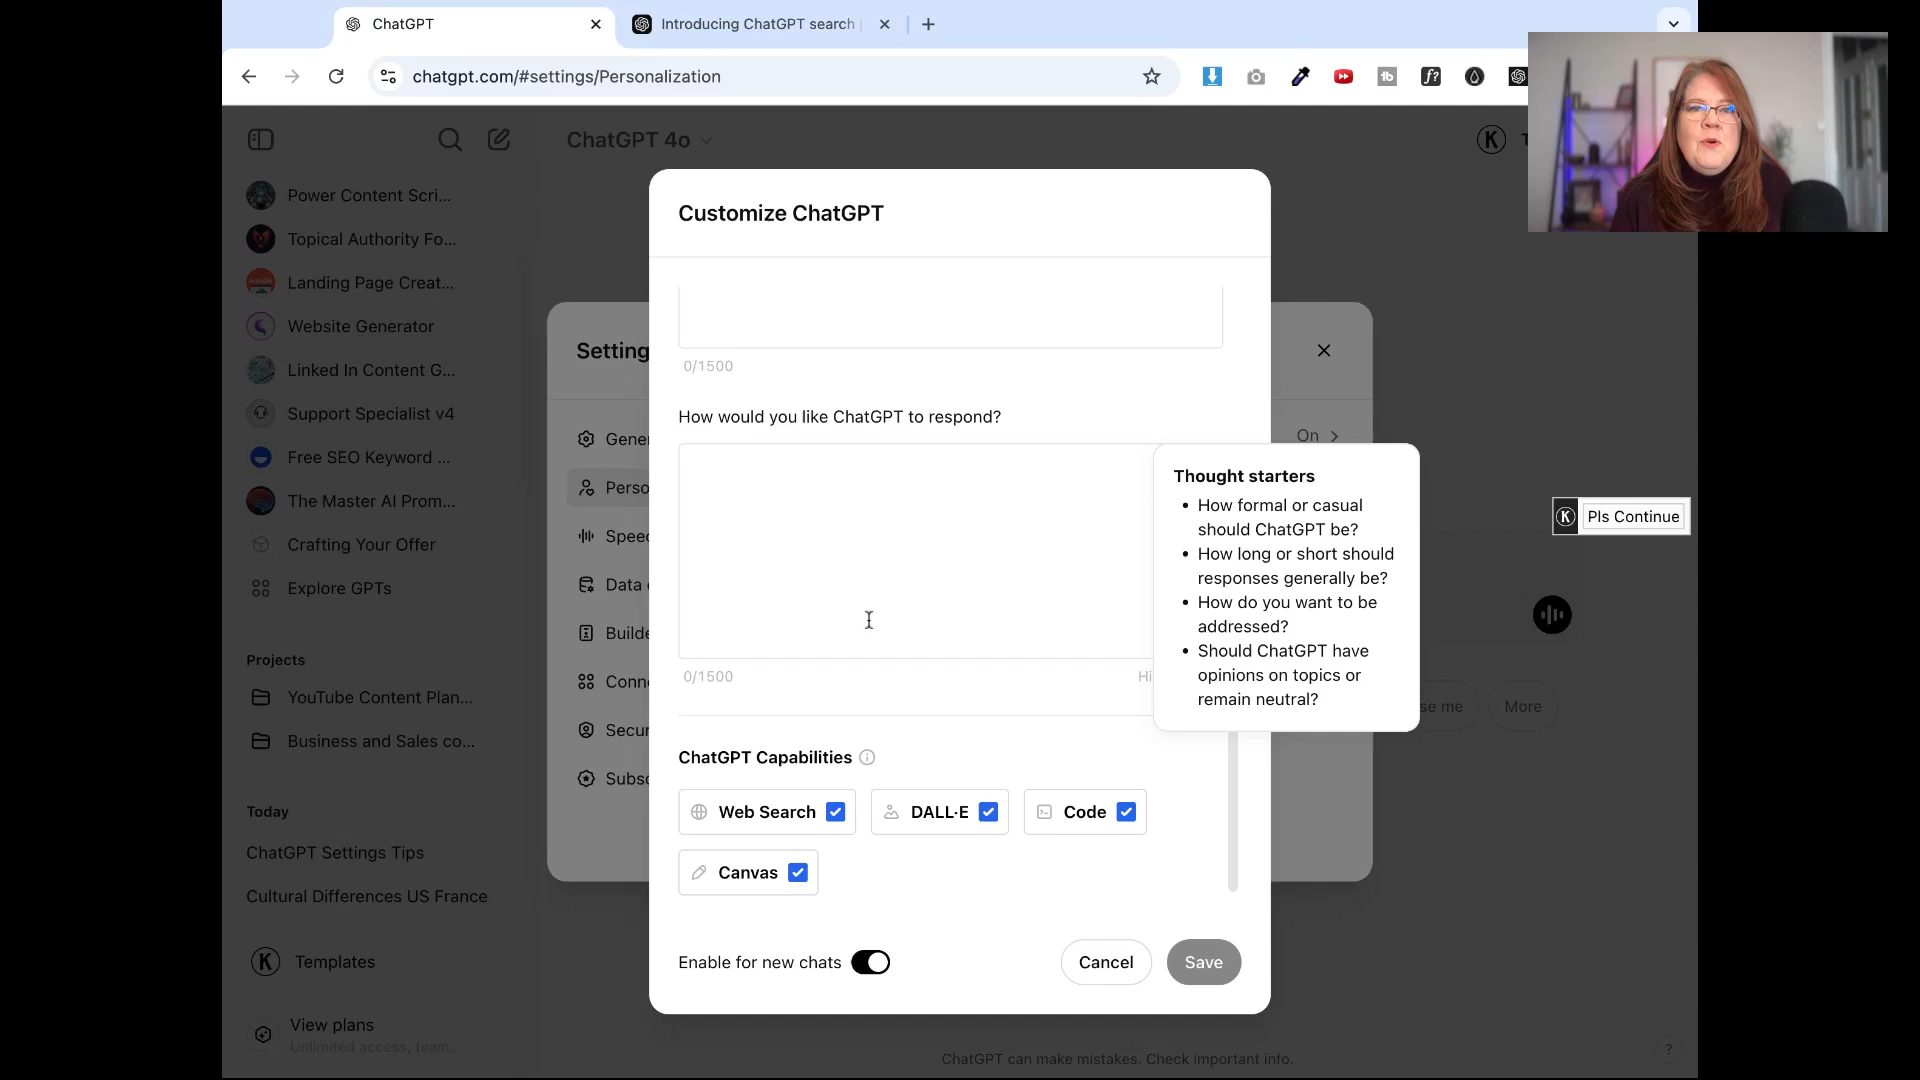 ChatGPT
Introducing ChatGPT search
chatgpt.com/#settings/Personalization
ChatGPT 4o
Power Content Scri...
Topical Authority Fo...
Landing Page Creat...
Website Generator
Linked In Content G...
Support Specialist v4
Free SEO Keyword ...
The Master AI Prom...
Crafting Your Offer
Explore GPTs
Projects
YouTube Content Plan...
Business and Sales co...
Today
ChatGPT Settings Tips
Cultural Differences US France
K Templates
View plans
Unlimited access, team...
Setting
Gener
Perso
Speec
Data
Builde
Conne
Secur
Subsc
On
Customize ChatGPT
0/1500
How would you like ChatGPT to respond?
0/1500
Hi
Thought starters
• How formal or casual
should ChatGPT be?
• How long or short should
responses generally be?
• How do you want to be
addressed?
• Should ChatGPT have
opinions on topics or
remain neutral?
ChatGPT Capabilities
Web Search
DALL·E
Code
Canvas
Enable for new chats
Cancel
Save
K
K Pls Continue
se me
More
ChatGPT can make mistakes. Check important info.
?